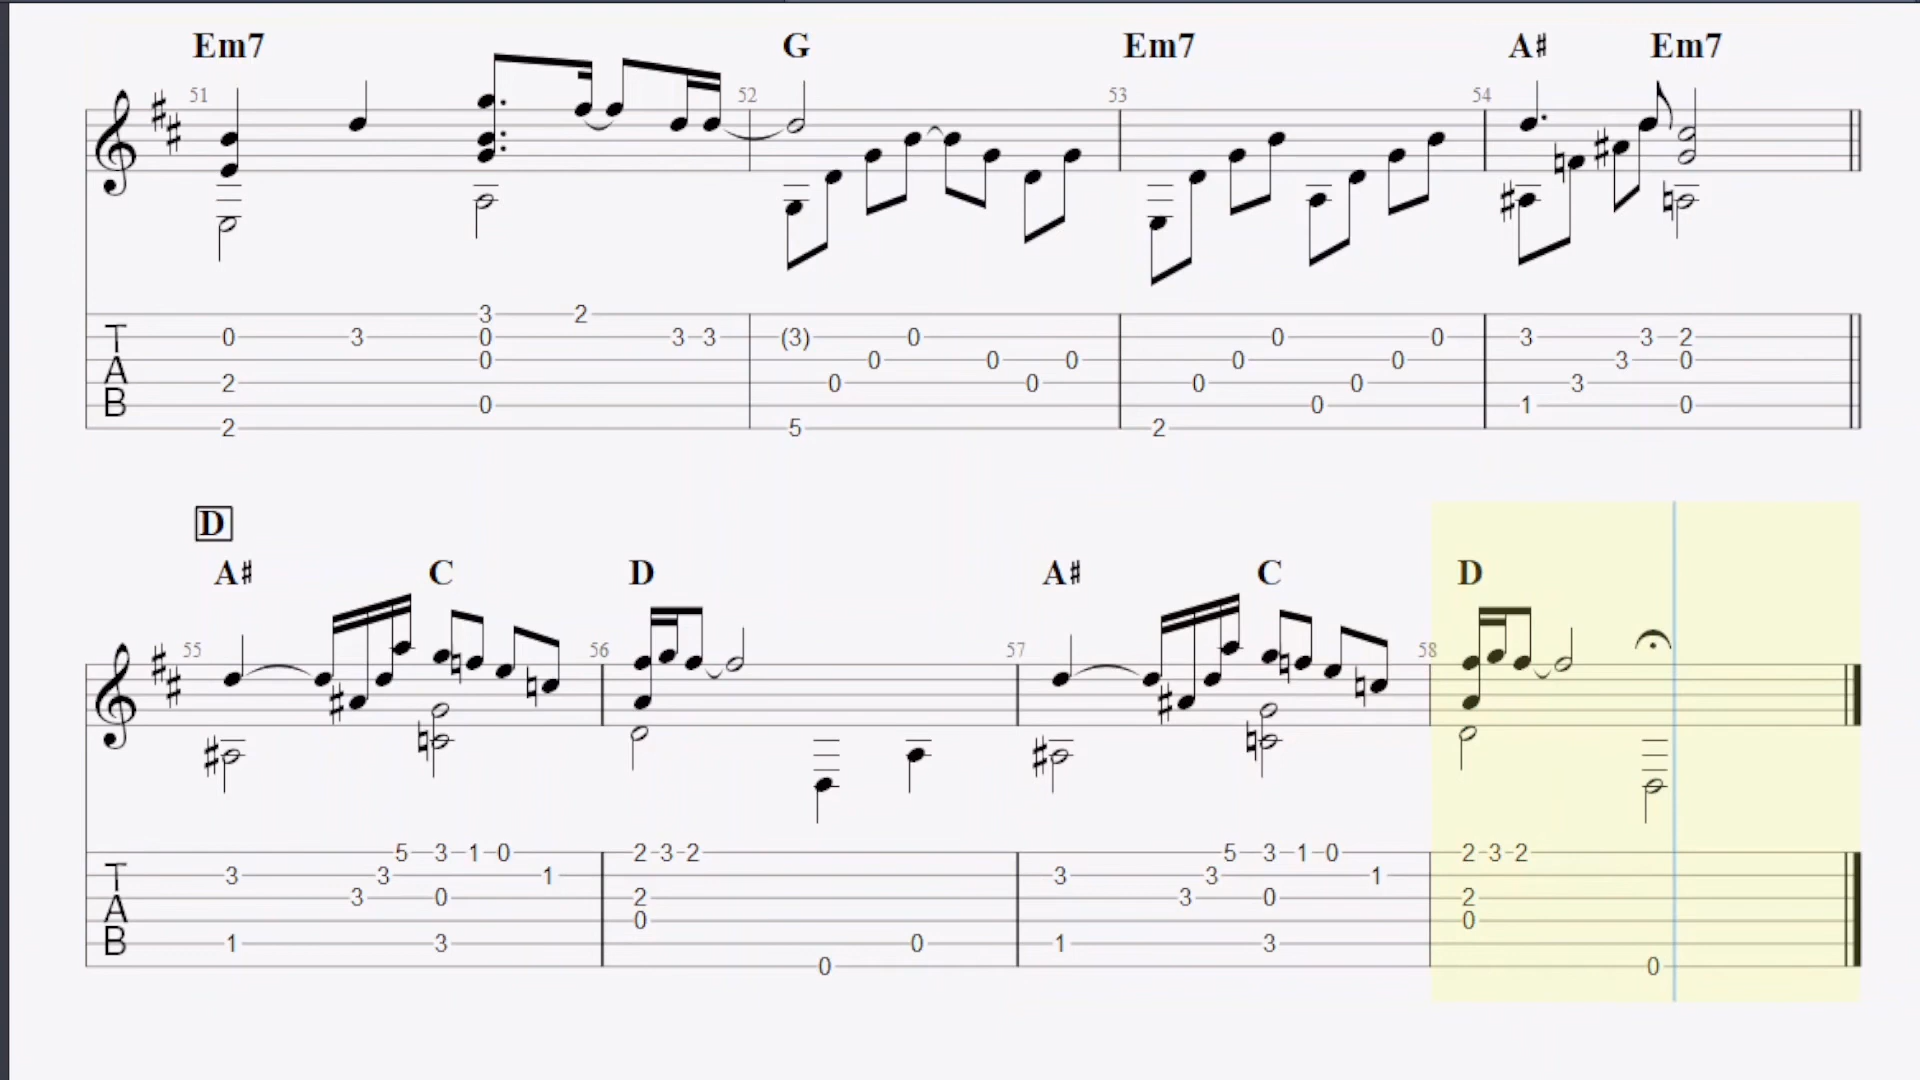 Em7 G Em7 A# Em7
51 52 53 54
3 2
0 3 0 3 3 (3) 0 0 0 3 3 2
0 0 0 0 0 0 3 0
2 0 0 0 0 3
0 0 1 0
2 5 2
T
A
B
D
A# C D A# C D
55 56 57 58
5 3 1 0 2 3 2 5 3 1 0 2 3 2
3 3 1 3 3 1
3 0 2 3 0 2
0 0
1 3 0 1 3
0 0
T
A
B